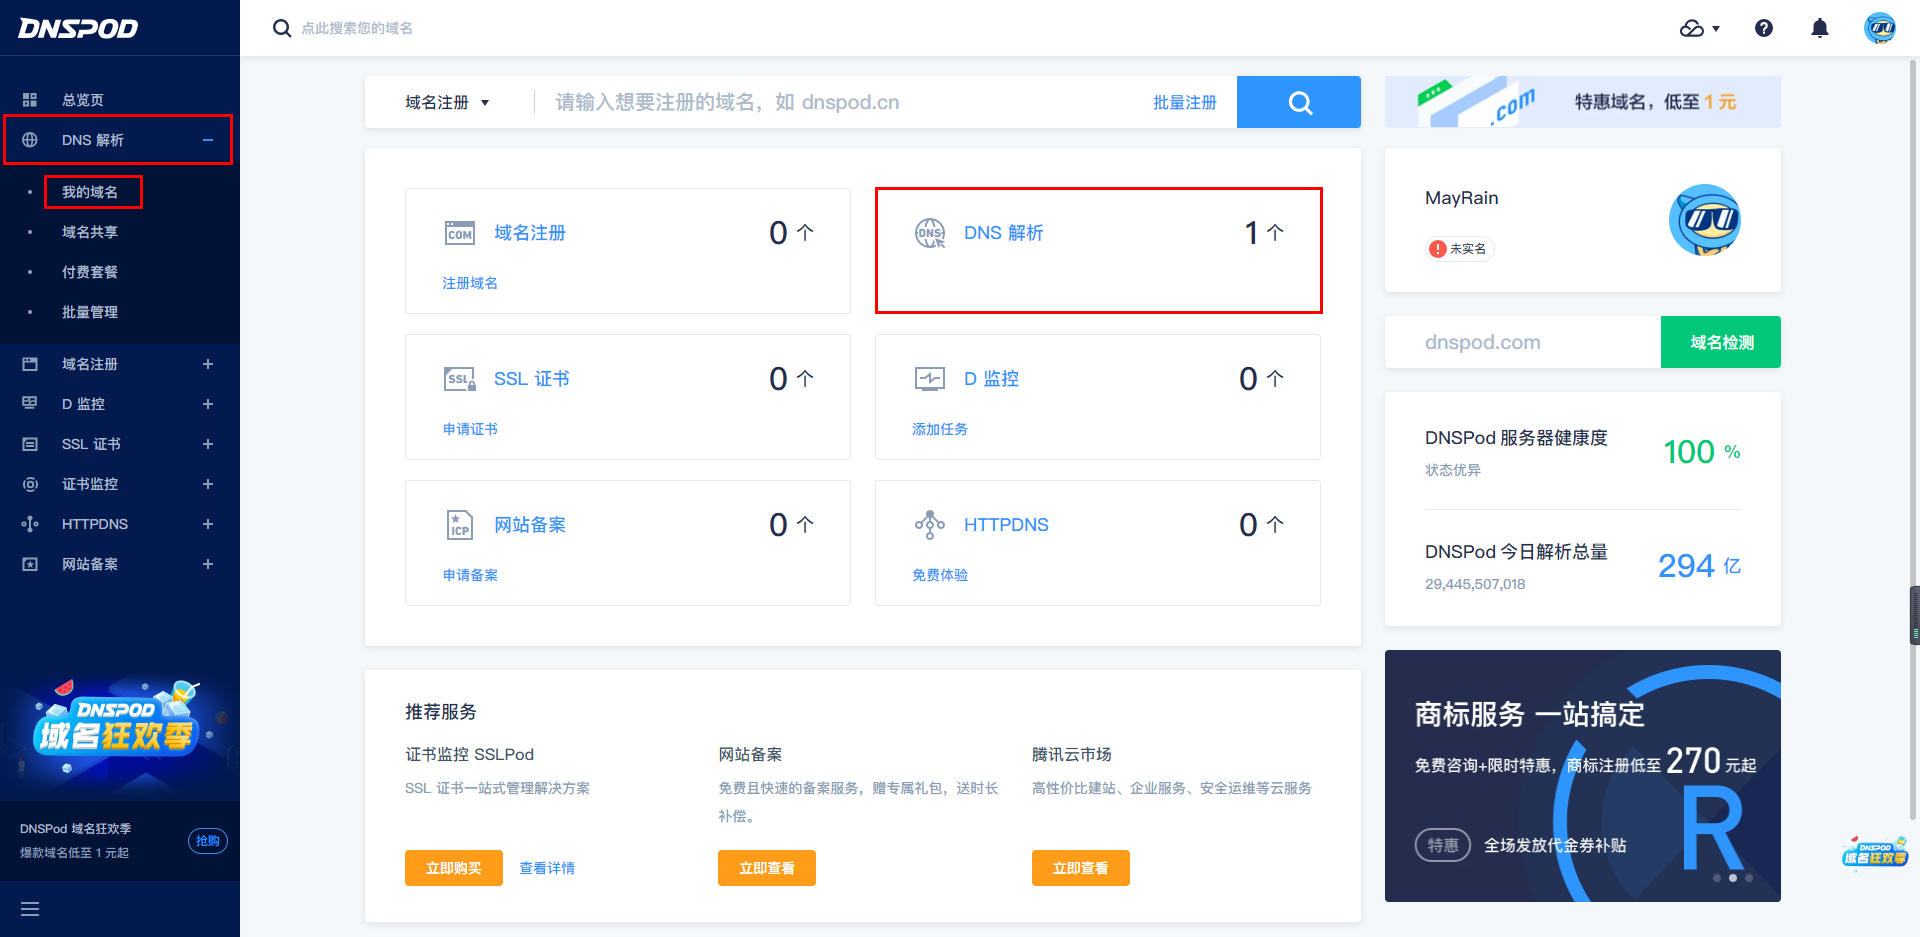 DNSPOD
点此搜索您的域名
总览页
DNS 解析
我的域名
域名共享
付费套餐
批量管理
域名注册
D 监控
SSL 证书
证书监控
HTTPDNS
网站备案
DNSPOD
域名狂欢季
DNSPod 域名狂欢季
爆款域名低至 1 元起
抢购
域名注册
请输入想要注册的域名，如 dnspod.cn
批量注册
COM
域名注册
0 个
注册域名
DNS
DNS 解析
1 个
SSL
SSL 证书
0 个
申请证书
D 监控
0 个
添加任务
ICP
网站备案
0 个
申请备案
HTTPDNS
0 个
免费体验
推荐服务
证书监控 SSLPod
SSL 证书一站式管理解决方案
立即购买
查看详情
网站备案
免费且快速的备案服务，赠专属礼包，送时长
补偿。
立即查看
腾讯云市场
高性价比建站、企业服务、安全运维等云服务
立即查看
.com
特惠域名，低至 1 元
MayRain
未实名
dnspod.com
域名检测
DNSPod 服务器健康度
状态优异
100 %
DNSPod 今日解析总量
29,445,507,018
294 亿
商标服务 一站搞定
免费咨询+限时特惠，商标注册低至 270 元起
R
特惠
全场发放代金券补贴
DNSPOD
域名狂欢季